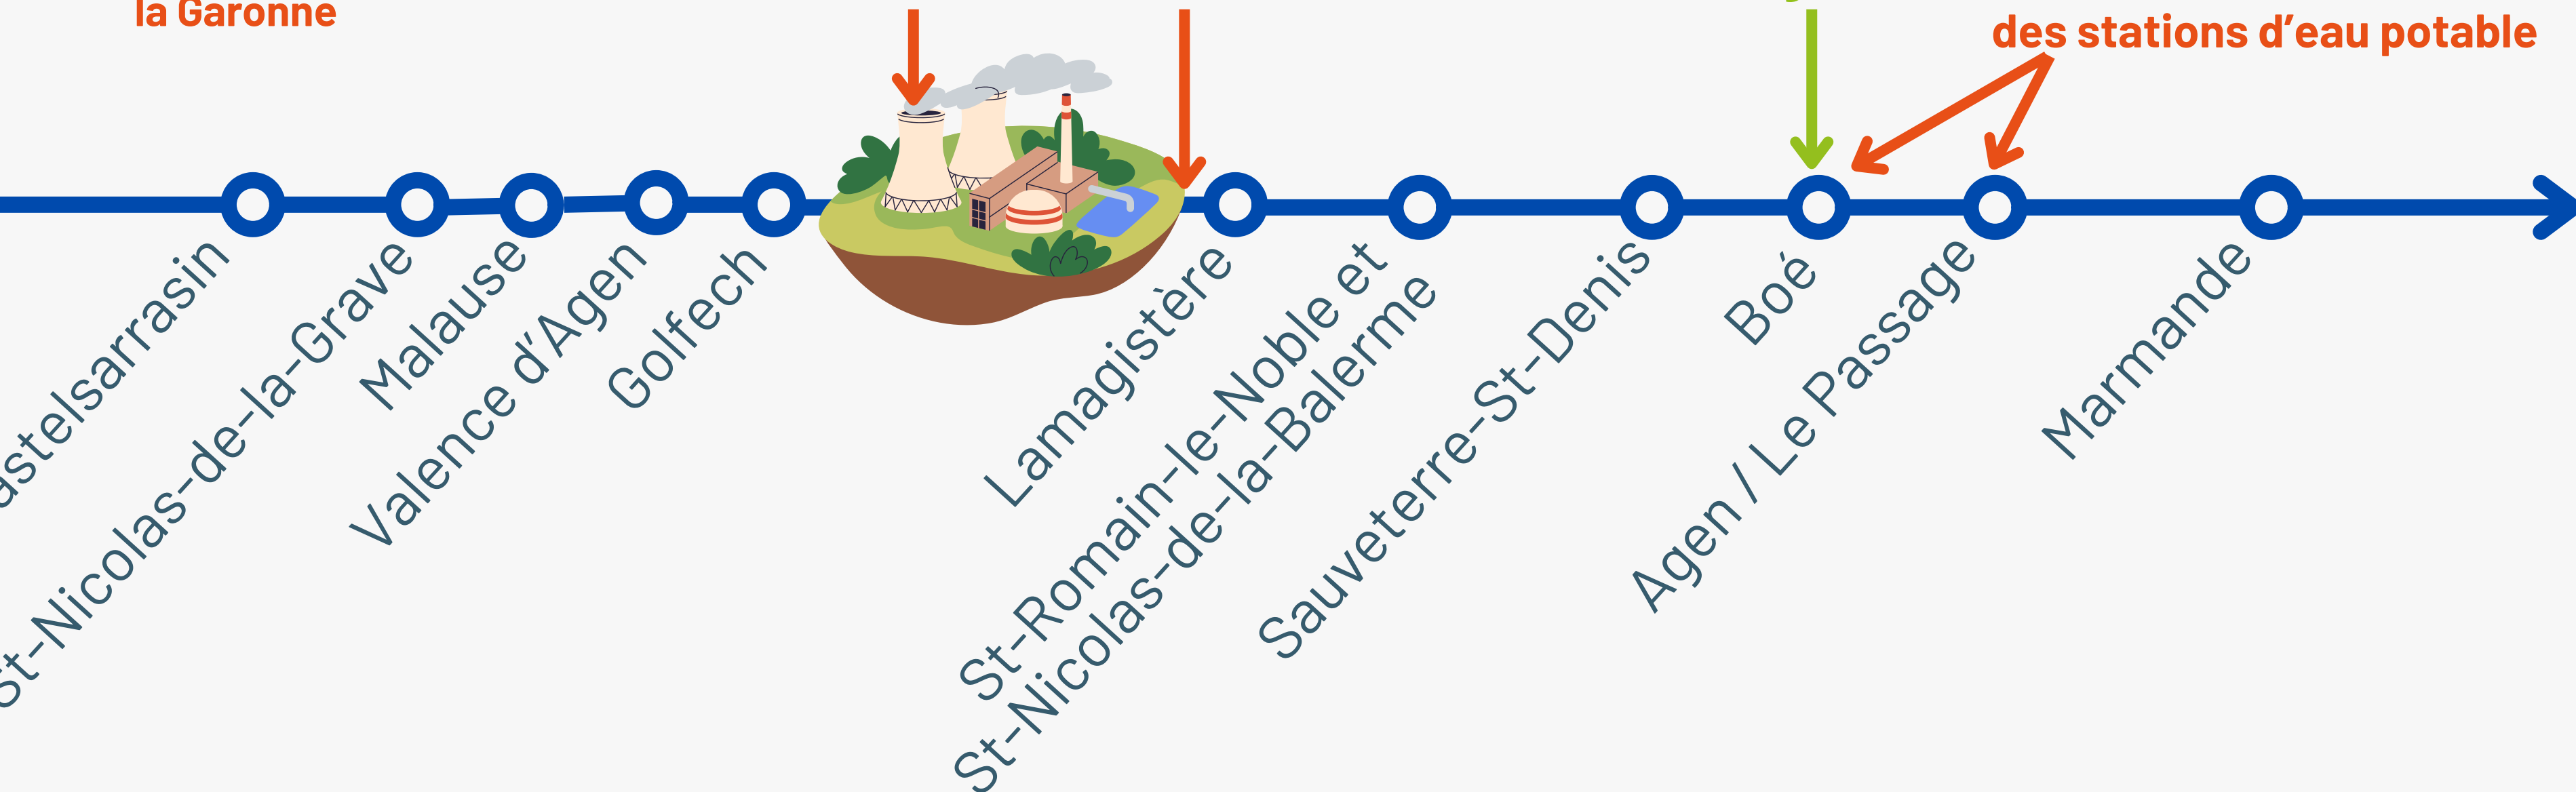 la Garonne
des stations d'eau potable
astelsarrasin
St-Nicolas-de-la-Grave
Malause
Valence d'Agen
Golfech
Lamagistère
St-Romain-le-Noble et
St-Nicolas-de-la-Balerme
Sauveterre-St-Denis
Boé
Agen / Le Passage
Marmande